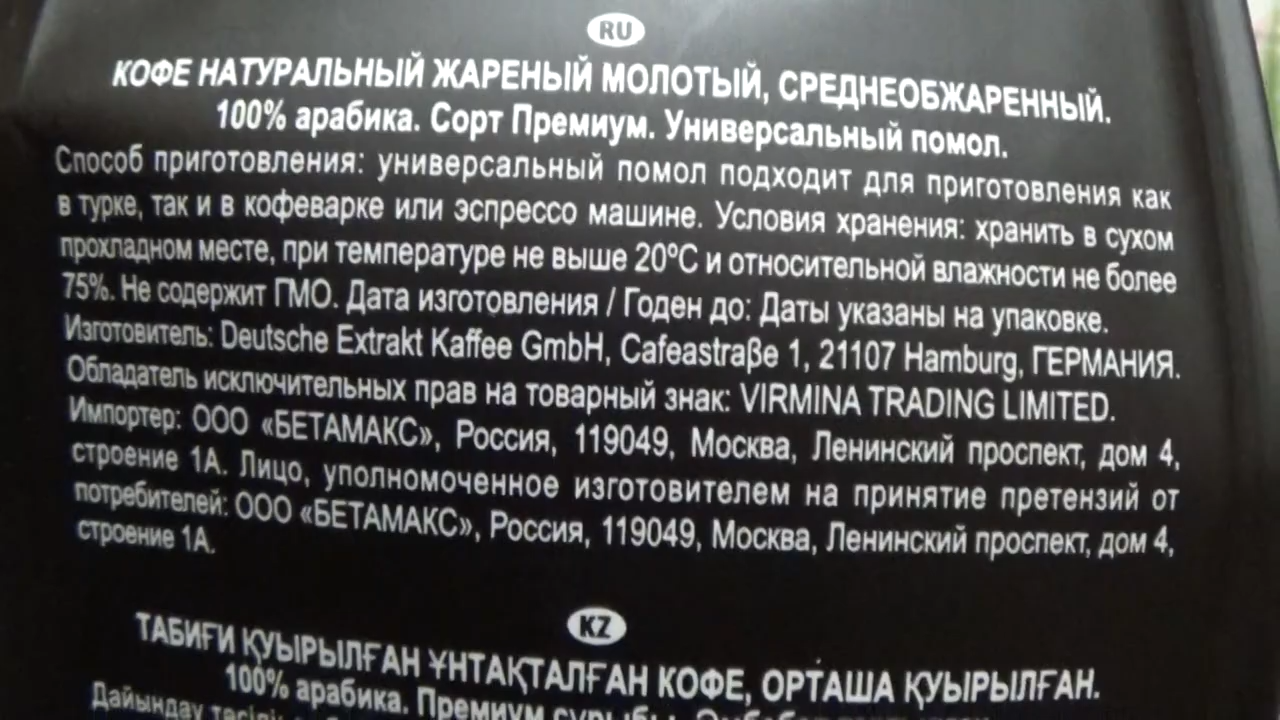 RU
КОФЕ НАТУРАЛЬНЫЙ ЖАРЕНЫЙ МОЛОТЫЙ, СРЕДНЕОБЖАРЕННЫЙ.
100% арабика. Сорт Премиум. Универсальный помол.
Способ приготовления: универсальный помол подходит для приготовления как
в турке, так и в кофеварке или эспрессо машине. Условия хранения: хранить в сухом
прохладном месте, при температуре не выше 20ºС и относительной влажности не более
75%. Не содержит ГМО. Дата изготовления / Годен до: Даты указаны на упаковке.
Изготовитель: Deutsche Extrakt Kaffee GmbH, Cafeastraβe 1, 21107 Hamburg, ГЕРМАНИЯ.
Обладатель исключительных прав на товарный знак: VIRMINA TRADING LIMITED.
Импортер: ООО «БЕТАМАКС», Россия, 119049, Москва, Ленинский проспект, дом 4,
строение 1А. Лицо, уполномоченное изготовителем на принятие претензий от
потребителей: ООО «БЕТАМАКС», Россия, 119049, Москва, Ленинский проспект, дом 4,
строение 1А.
KZ
ТАБИҒИ ҚУЫРЫЛҒАН ҰНТАҚТАЛҒАН КОФЕ, ОРТАША ҚУЫРЫЛҒАН.
100% арабика. Премиум сұрыбы.
Дайындау тәсілі: